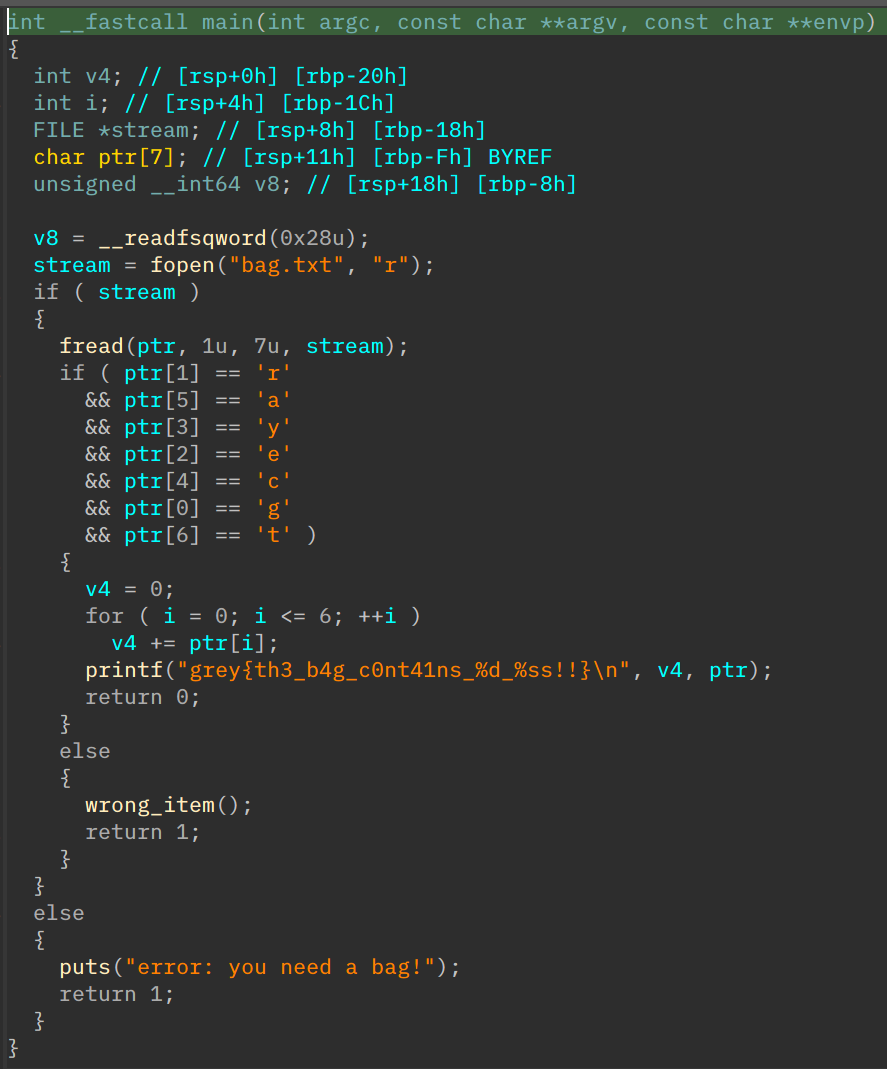 int __fastcall main(int argc, const char **argv, const char **envp)
{
  int v4; // [rsp+0h] [rbp-20h]
  int i; // [rsp+4h] [rbp-1Ch]
  FILE *stream; // [rsp+8h] [rbp-18h]
  char ptr[7]; // [rsp+11h] [rbp-Fh] BYREF
  unsigned __int64 v8; // [rsp+18h] [rbp-8h]

  v8 = __readfsqword(0x28u);
  stream = fopen("bag.txt", "r");
  if ( stream )
  {
    fread(ptr, 1u, 7u, stream);
    if ( ptr[1] == 'r'
      && ptr[5] == 'a'
      && ptr[3] == 'y'
      && ptr[2] == 'e'
      && ptr[4] == 'c'
      && ptr[0] == 'g'
      && ptr[6] == 't' )
    {
      v4 = 0;
      for ( i = 0; i <= 6; ++i )
        v4 += ptr[i];
      printf("grey{th3_b4g_c0nt41ns_%d_%ss!!}\n", v4, ptr);
      return 0;
    }
    else
    {
      wrong_item();
      return 1;
    }
  }
  else
  {
    puts("error: you need a bag!");
    return 1;
  }
}